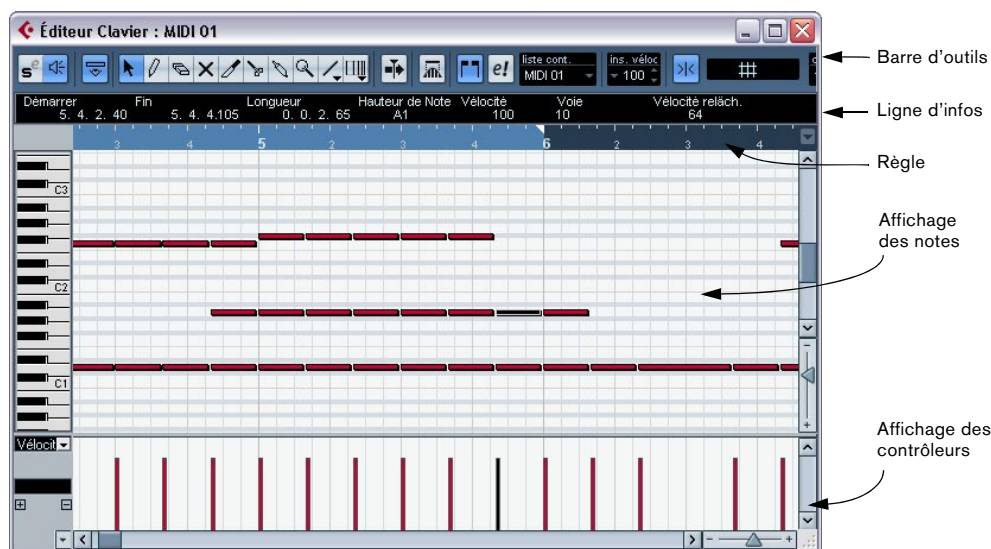 Éditeur Clavier : MIDI 01
Barre d'outils
liste cont. ins. véloc
MIDI 01 100
Démarrer Fin Longueur Hauteur de Note Vélocité Voie Vélocité relâch.
5. 4. 2. 40 5. 4. 4.105 0. 0. 2. 65 A1 100 10 64
Ligne d'infos
3 4 5 2 3 4 6 2 3 4
Règle
C3
Affichage
des notes
C2
C1
Vélocit
Affichage des
contrôleurs